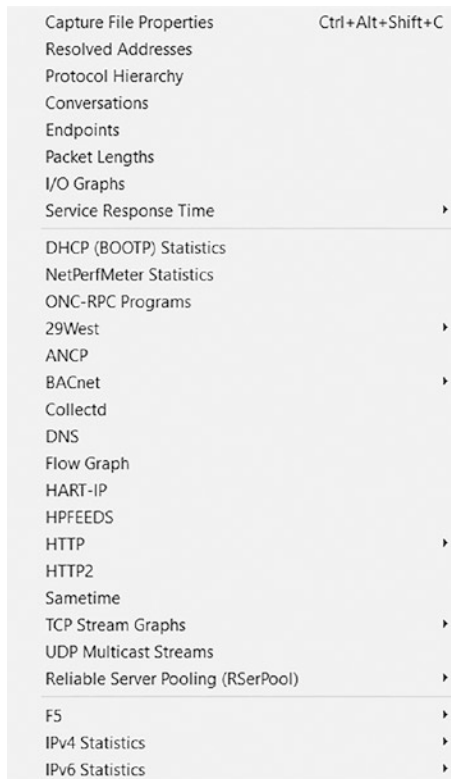 Capture File Properties Ctrl+Alt+Shift+C
Resolved Addresses
Protocol Hierarchy
Conversations
Endpoints
Packet Lengths
I/O Graphs
Service Response Time
DHCP (BOOTP) Statistics
NetPerfMeter Statistics
ONC-RPC Programs
29West
ANCP
BACnet
Collectd
DNS
Flow Graph
HART-IP
HPFEEDS
HTTP
HTTP2
Sametime
TCP Stream Graphs
UDP Multicast Streams
Reliable Server Pooling (RSerPool)
F5
IPv4 Statistics
IPv6 Statistics